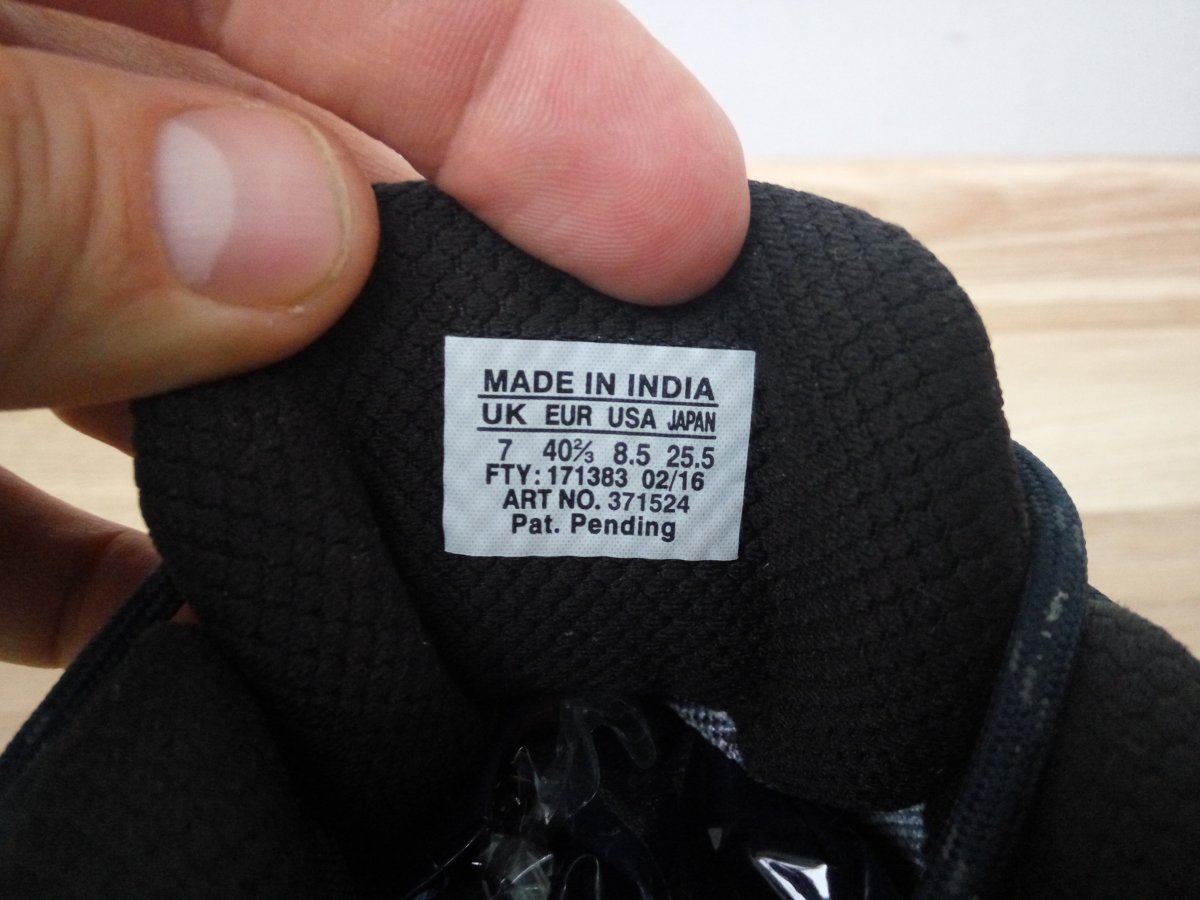 MADE IN INDIA
UK EUR USA JAPAN
7 40⅔ 8.5 25.5
FTY: 171383 02/16
ART NO. 371524
Pat. Pending